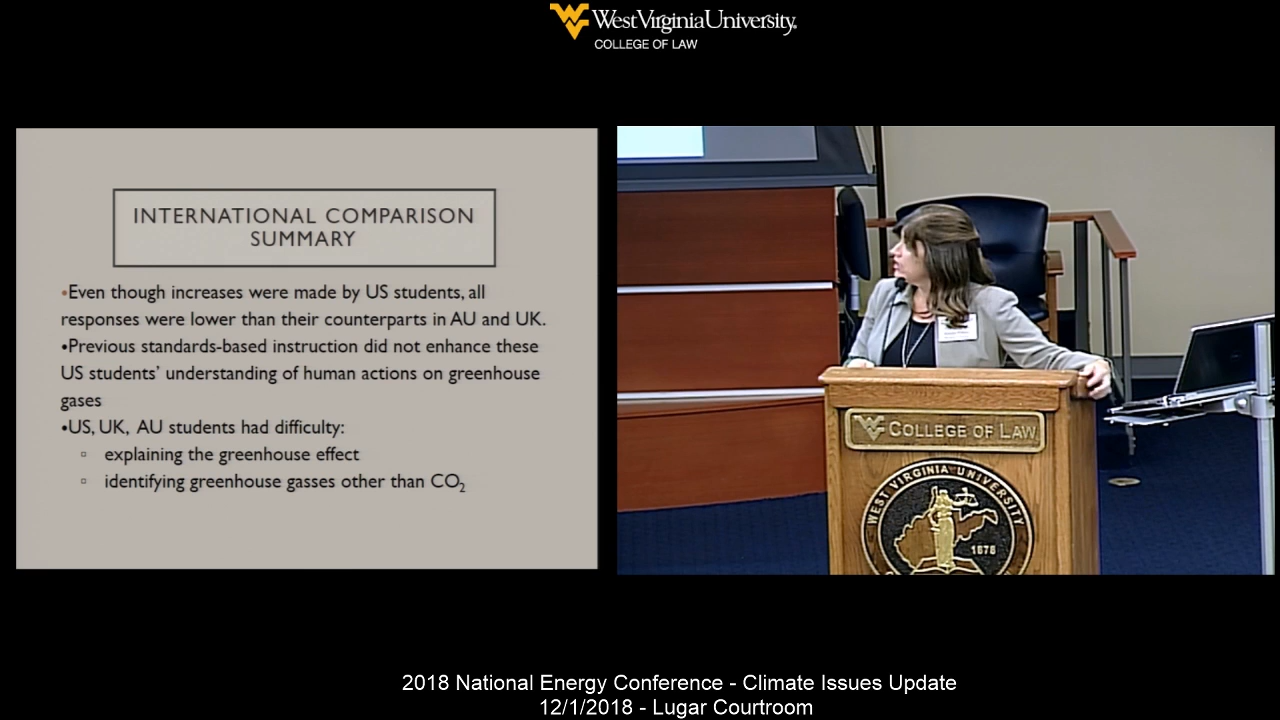 West Virginia University.
COLLEGE OF LAW
INTERNATIONAL COMPARISON
SUMMARY
•Even though increases were made by US students, all
responses were lower than their counterparts in AU and UK.
•Previous standards-based instruction did not enhance these
US students' understanding of human actions on greenhouse
gases
•US, UK, AU students had difficulty:
▫ explaining the greenhouse effect
▫ identifying greenhouse gasses other than CO₂
COLLEGE OF LAW
WEST VIRGINIA UNIVERSITY
1878
2018 National Energy Conference - Climate Issues Update
12/1/2018 - Lugar Courtroom